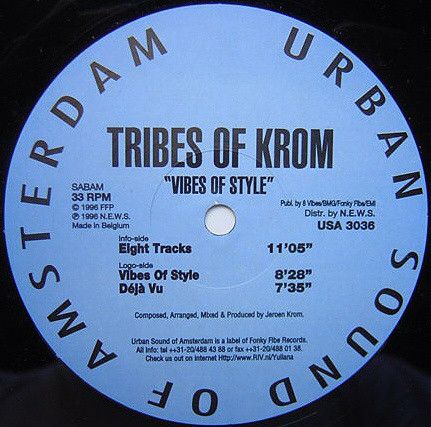 URBAN SOUND OF AMSTERDAM
TRIBES OF KROM
"VIBES OF STYLE"
SABAM
33 RPM
© 1996 FFP
℗ 1996 N.E.W.S.
Made in Belgium
Publ. by 8 Vibes/BMG/Fonky Fibe/EMI
Distr. by N.E.W.S.
USA 3036
Info-side
Eight Tracks 11'05"
Logo-side
Vibes Of Style 8'28"
Déjà Vu 7'35"
Composed, Arranged, Mixed & Produced by Jeroen Krom.
Urban Sound of Amsterdam is a label of Fonky Fibe Records.
All info: tel ++31-20/488 43 88 or fax ++31-20/488 01 38.
Check us out on internet Http://www.RIV.nl/Yuliana